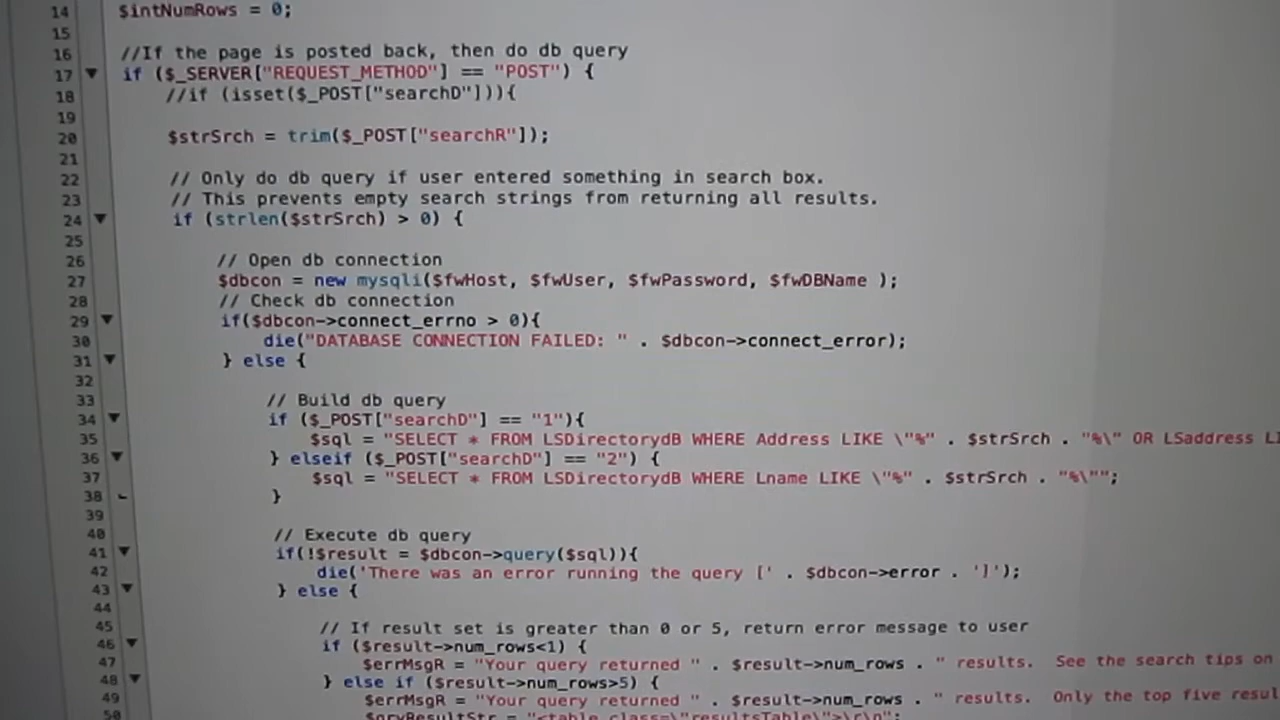 14 $intNumRows = 0;
15
16 //If the page is posted back, then do db query
17 if ($_SERVER["REQUEST_METHOD"] == "POST") {
18 //if (isset($_POST["searchD"])){
19
20 $strSrch = trim($_POST["searchR"]);
21
22 // Only do db query if user entered something in search box.
23 // This prevents empty search strings from returning all results.
24 if (strlen($strSrch) > 0) {
25
26 // Open db connection
27 $dbcon = new mysqli($fwHost, $fwUser, $fwPassword, $fwDBName );
28 // Check db connection
29 if($dbcon->connect_errno > 0){
30 die("DATABASE CONNECTION FAILED: " . $dbcon->connect_error);
31 } else {
32
33 // Build db query
34 if ($_POST["searchD"] == "1"){
35 $sql = "SELECT * FROM LSDirectorydB WHERE Address LIKE \"%" . $strSrch . "%\" OR LSaddress LI
36 } elseif ($_POST["searchD"] == "2") {
37 $sql = "SELECT * FROM LSDirectorydB WHERE Lname LIKE \"%" . $strSrch . "%\"";
38 }
39
40 // Execute db query
41 if(!$result = $dbcon->query($sql)){
42 die('There was an error running the query [' . $dbcon->error . ']');
43 } else {
44
45 // If result set is greater than 0 or 5, return error message to user
46 if ($result->num_rows<1) {
47 $errMsgR = "Your query returned " . $result->num_rows . " results. See the search tips on
48 } else if ($result->num_rows>5) {
49 $errMsgR = "Your query returned " . $result->num_rows . " results. Only the top five resul
50 $qryResultStr = "<table class=\"resultsTable\">\r\n";